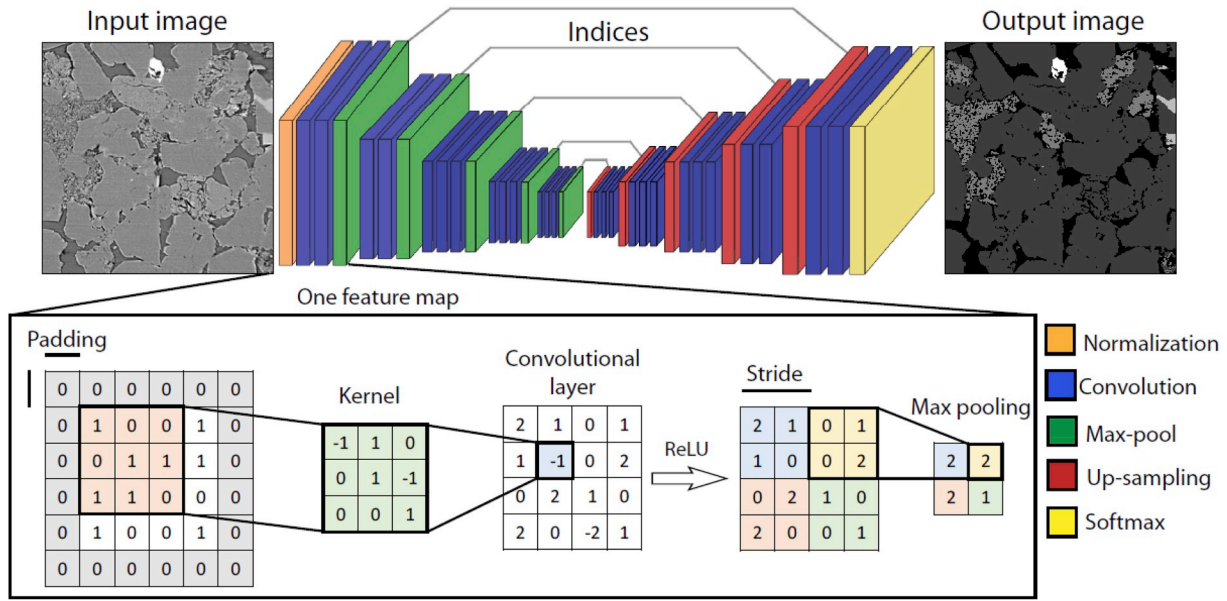 Input image
Indices
Output image
One feature map
Padding
0 0 0 0 0 0
0 1 0 0 1 0
0 0 1 1 1 0
0 1 1 0 0 0
0 1 0 0 1 0
0 0 0 0 0 0
Kernel
-1 1 0
0 1 -1
0 0 1
Convolutional
layer
2 1 0 1
1 -1 0 2
0 2 1 0
2 0 -2 1
ReLU
Stride
2 1 0 1
1 0 0 2
0 2 1 0
2 0 0 1
Max pooling
2 2
2 1
Normalization
Convolution
Max-pool
Up-sampling
Softmax